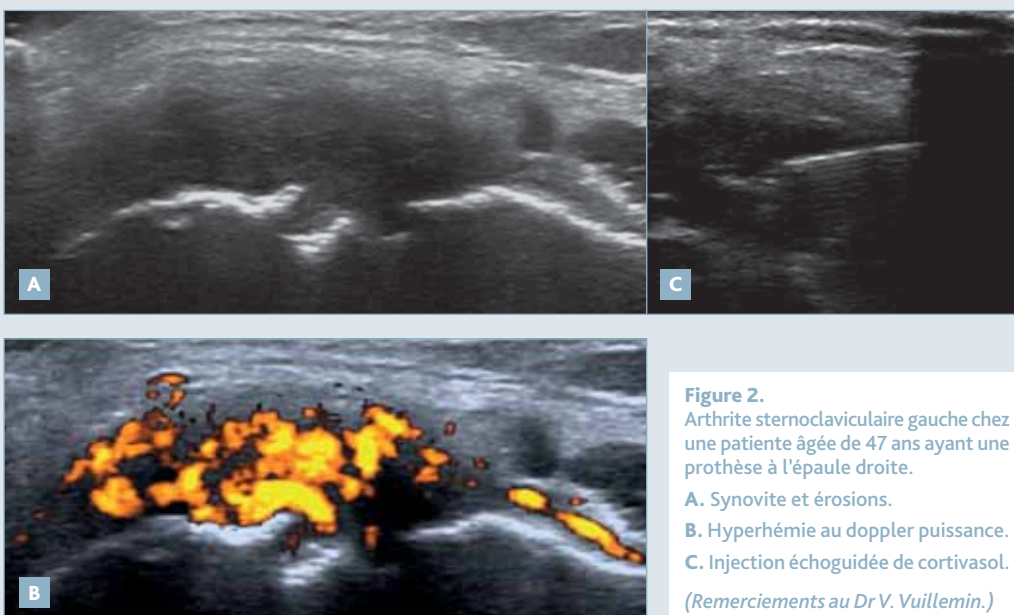 A
C
B
Figure 2.
Arthrite sternoclaviculaire gauche chez
une patiente âgée de 47 ans ayant une
prothèse à l'épaule droite.
A. Synovite et érosions.
B. Hyperhémie au doppler puissance.
C. Injection échoguidée de cortivasol.
(Remerciements au Dr V. Vuillemin.)